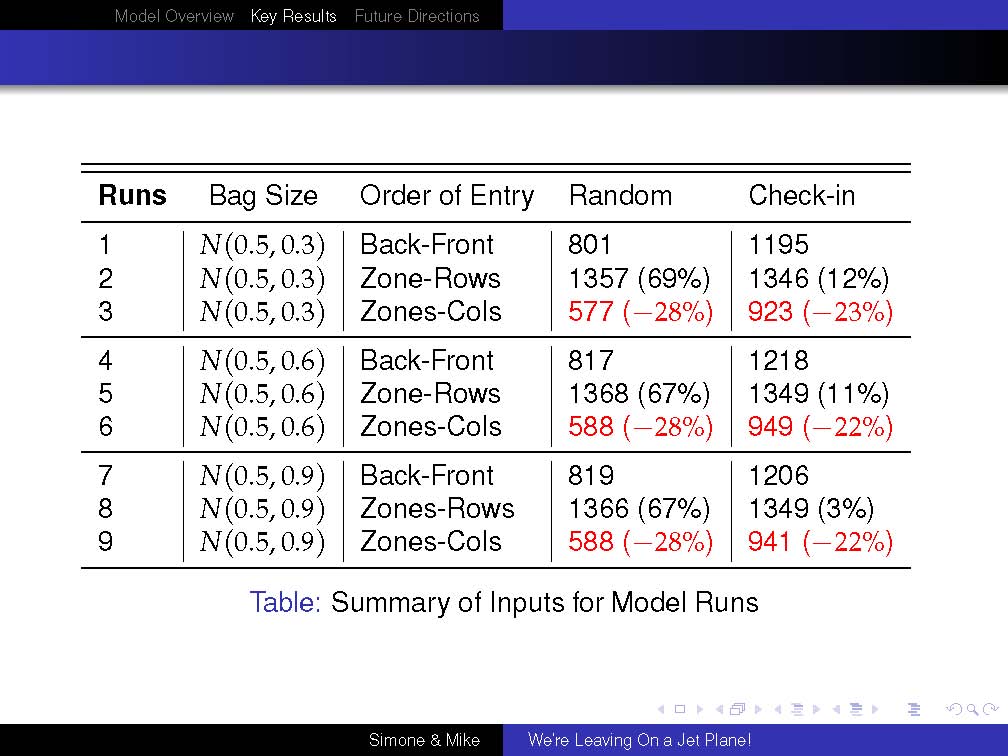 Model Overview Key Results Future Directions
Runs Bag Size Order of Entry Random Check-in
1 N(0.5, 0.3) Back-Front 801 1195
2 N(0.5, 0.3) Zone-Rows 1357 (69%) 1346 (12%)
3 N(0.5, 0.3) Zones-Cols 577 (−28%) 923 (−23%)
4 N(0.5, 0.6) Back-Front 817 1218
5 N(0.5, 0.6) Zone-Rows 1368 (67%) 1349 (11%)
6 N(0.5, 0.6) Zones-Cols 588 (−28%) 949 (−22%)
7 N(0.5, 0.9) Back-Front 819 1206
8 N(0.5, 0.9) Zones-Rows 1366 (67%) 1349 (3%)
9 N(0.5, 0.9) Zones-Cols 588 (−28%) 941 (−22%)
Table: Summary of Inputs for Model Runs
Simone & Mike We're Leaving On a Jet Plane!